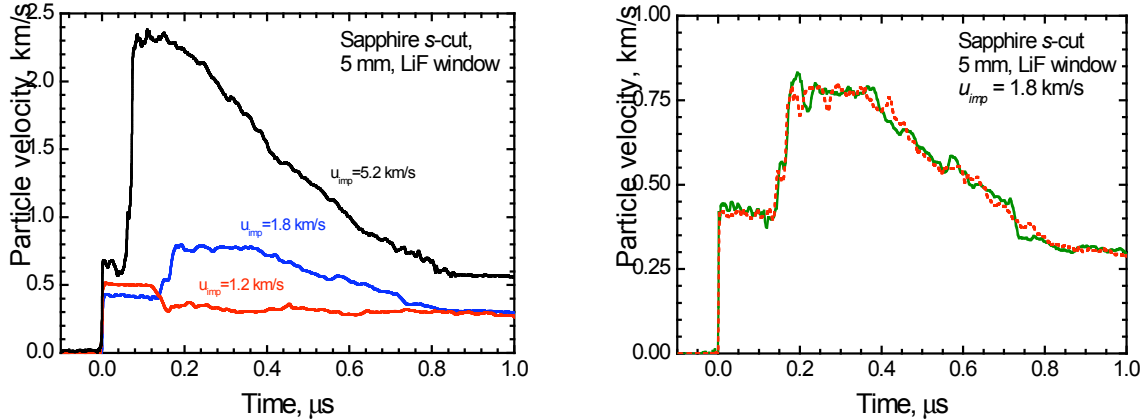 Particle velocity, km/s
2.5
2.0
1.5
1.0
0.5
0.0
Sapphire s-cut,
5 mm, LiF window
u_imp=5.2 km/s
u_imp=1.8 km/s
u_imp=1.2 km/s
0.0 0.2 0.4 0.6 0.8 1.0
Time, μs
Particle velocity, km/s
1.00
0.75
0.50
0.25
0.00
Sapphire s-cut
5 mm, LiF window
u_imp = 1.8 km/s
0.0 0.2 0.4 0.6 0.8 1.0
Time, μs